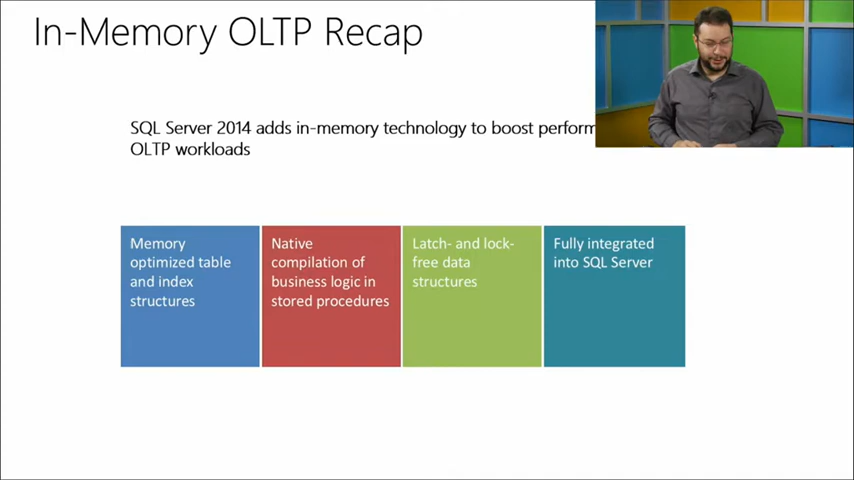 In-Memory OLTP Recap
SQL Server 2014 adds in-memory technology to boost
OLTP workloads
Memory
optimized table
and index
structures
Native
compilation of
business logic in
stored procedures
Latch- and lock-
free data
structures
Fully integrated
into SQL Server